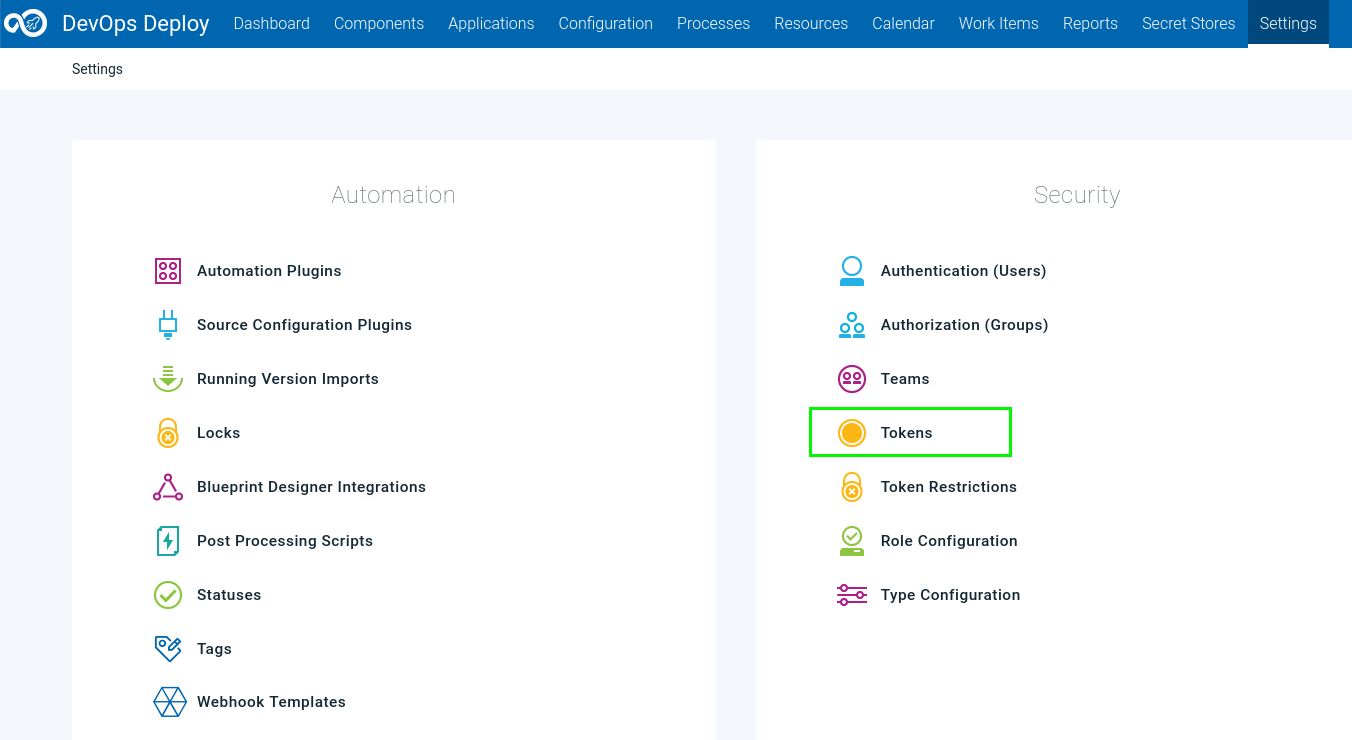 DevOps Deploy Dashboard Components Applications Configuration Processes Resources Calendar Work Items Reports Secret Stores Settings
Settings
Automation
Automation Plugins
Source Configuration Plugins
Running Version Imports
Locks
Blueprint Designer Integrations
Post Processing Scripts
Statuses
Tags
Webhook Templates
Security
Authentication (Users)
Authorization (Groups)
Teams
Tokens
Token Restrictions
Role Configuration
Type Configuration